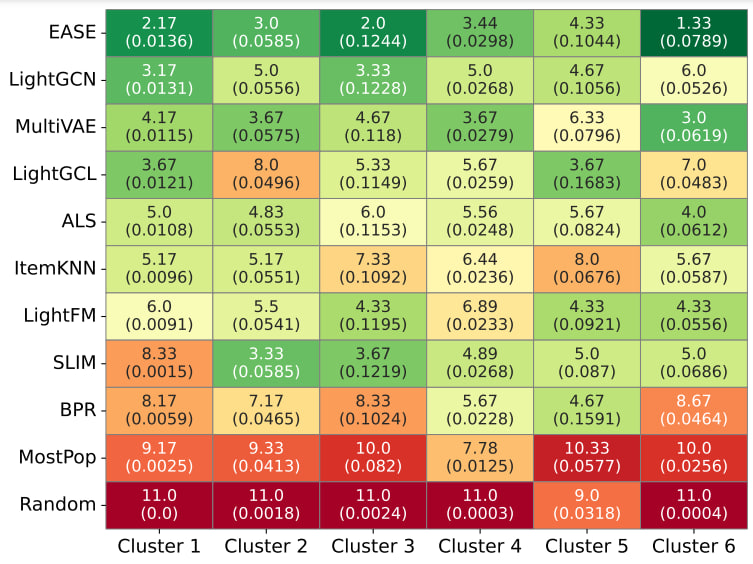 EASE 2.17 3.0 2.0 3.44 4.33 1.33
(0.0136) (0.0585) (0.1244) (0.0298) (0.1044) (0.0789)
LightGCN 3.17 5.0 3.33 5.0 4.67 6.0
(0.0131) (0.0556) (0.1228) (0.0268) (0.1056) (0.0526)
MultiVAE 4.17 3.67 4.67 3.67 6.33 3.0
(0.0115) (0.0575) (0.118) (0.0279) (0.0796) (0.0619)
LightGCL 3.67 8.0 5.33 5.67 3.67 7.0
(0.0121) (0.0496) (0.1149) (0.0259) (0.1683) (0.0483)
ALS 5.0 4.83 6.0 5.56 5.67 4.0
(0.0108) (0.0553) (0.1153) (0.0248) (0.0824) (0.0612)
ItemKNN 5.17 5.17 7.33 6.44 8.0 5.67
(0.0096) (0.0551) (0.1092) (0.0236) (0.0676) (0.0587)
LightFM 6.0 5.5 4.33 6.89 4.33 4.33
(0.0091) (0.0541) (0.1195) (0.0233) (0.0921) (0.0556)
SLIM 8.33 3.33 3.67 4.89 5.0 5.0
(0.0015) (0.0585) (0.1219) (0.0268) (0.087) (0.0686)
BPR 8.17 7.17 8.33 5.67 4.67 8.67
(0.0059) (0.0465) (0.1024) (0.0228) (0.1591) (0.0464)
MostPop 9.17 9.33 10.0 7.78 10.33 10.0
(0.0025) (0.0413) (0.082) (0.0125) (0.0577) (0.0256)
Random 11.0 11.0 11.0 11.0 9.0 11.0
(0.0) (0.0018) (0.0024) (0.0003) (0.0318) (0.0004)
Cluster 1 Cluster 2 Cluster 3 Cluster 4 Cluster 5 Cluster 6